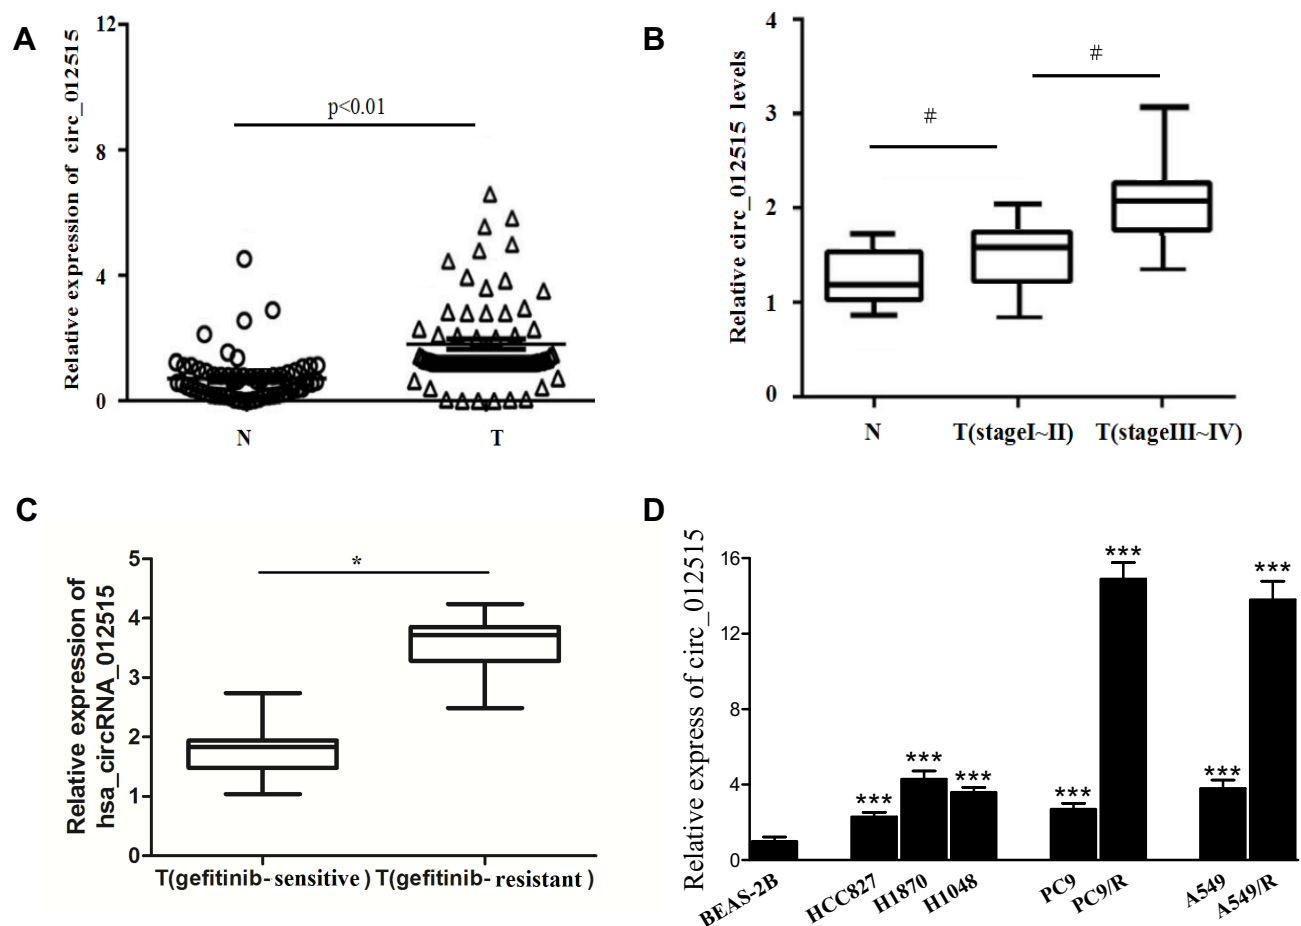 A
Relative expression of circ_012515
12
8
4
0
p<0.01
N
T
B
Relative circ_012515 levels
4
3
2
1
0
#
#
N
T(stageI~II)
T(stageIII~IV)
C
Relative expression of
hsa_circRNA_012515
5
4
3
2
1
0
*
T(gefitinib-sensitive)
T(gefitinib-resistant)
D
Relative express of circ_012515
16
12
8
4
0
***
***
***
***
***
***
***
BEAS-2B
HCC827
H1870
H1048
PC9
PC9/R
A549
A549/R